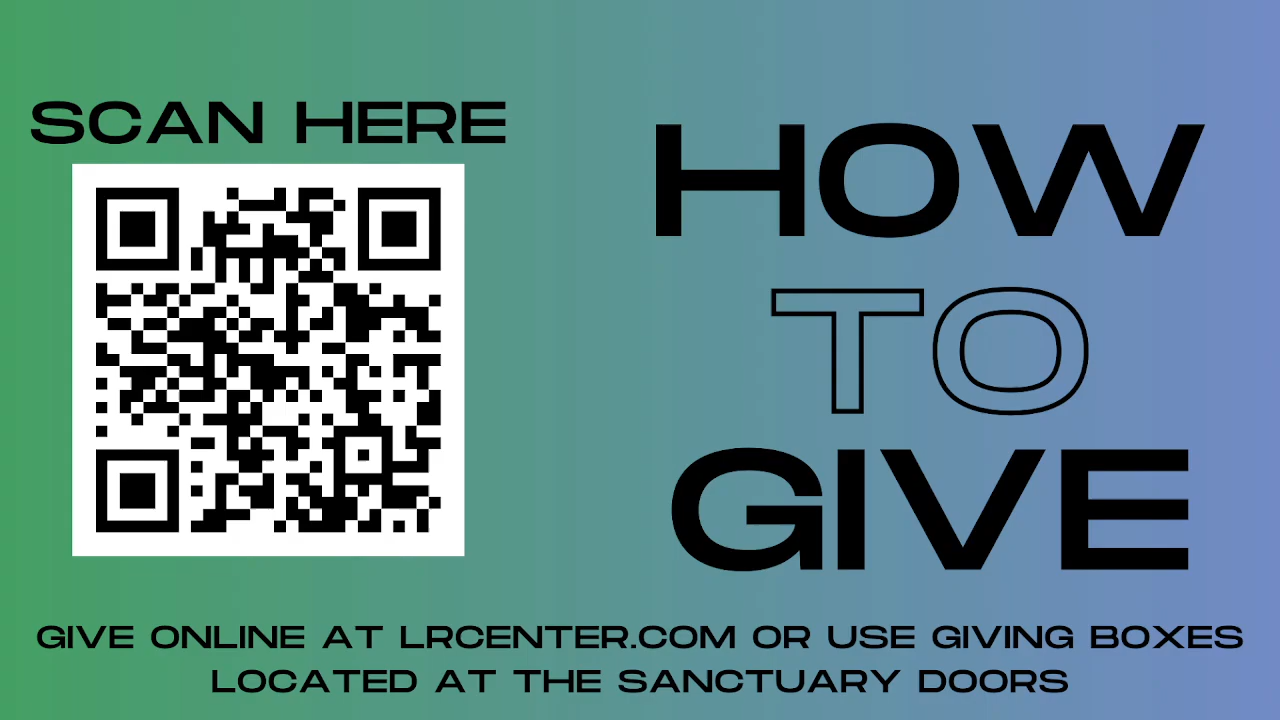 SCAN HERE
HOW
TO
GIVE
GIVE ONLINE AT LRCENTER.COM OR USE GIVING BOXES
LOCATED AT THE SANCTUARY DOORS